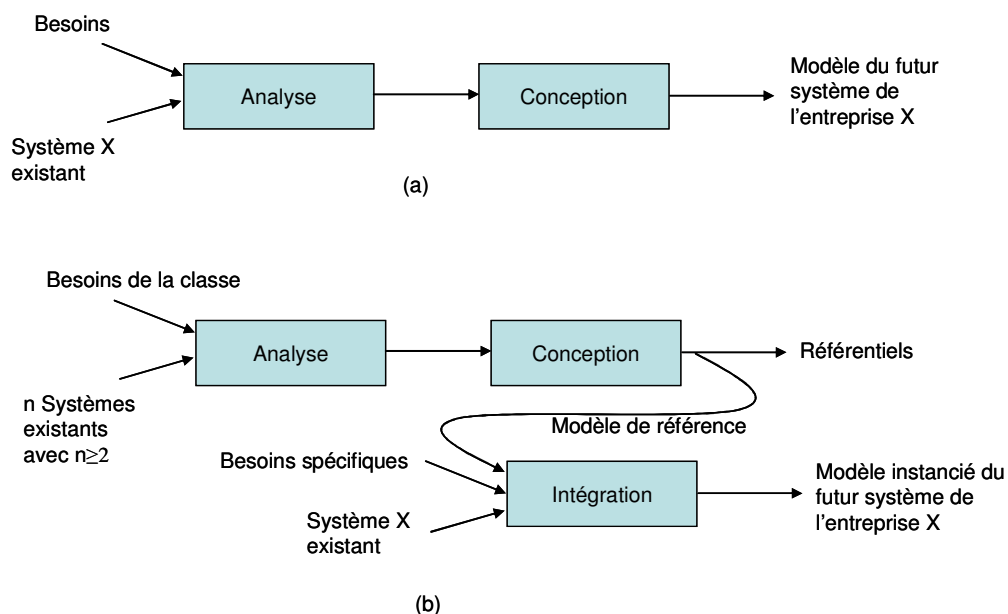 Besoins
Système X
existant
Analyse
Conception
Modèle du futur
système de
l'entreprise X
(a)
Besoins de la classe
n Systèmes
existants
avec n≥2
Analyse
Conception
Référentiels
Modèle de référence
Besoins spécifiques
Système X
existant
Intégration
Modèle instancié du
futur système de
l'entreprise X
(b)